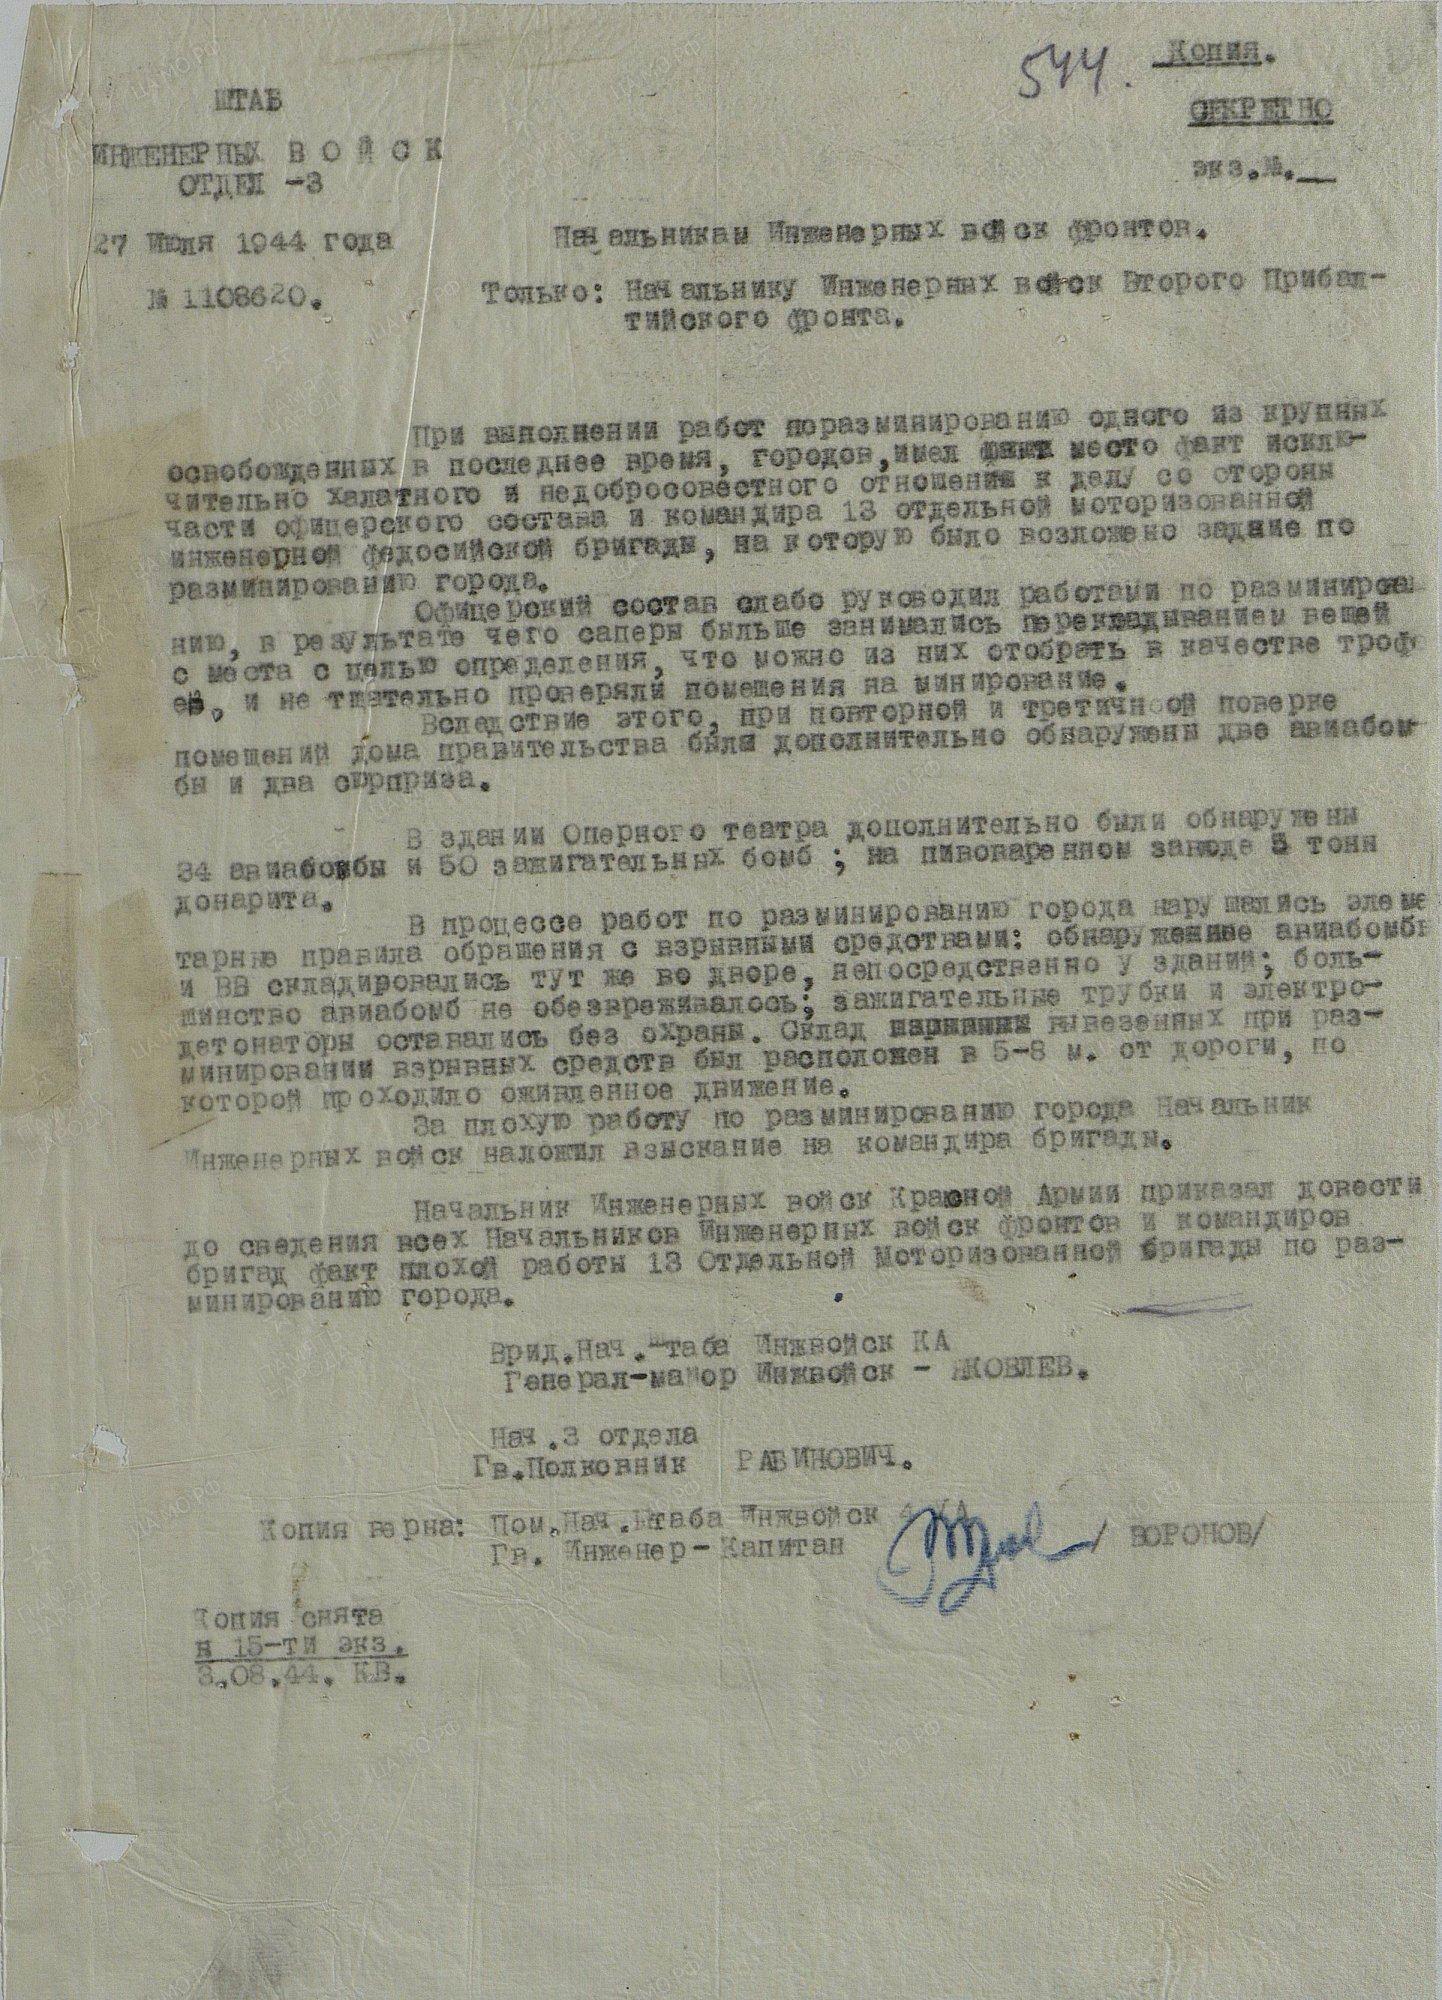 544.
Копия.
СЕКРЕТНО
экз.№.__
ШТАБ
ИНЖЕНЕРНЫХ ВОЙСК
ОТДЕЛ -3
27 Июля 1944 года
№ 1108620.
Начальникам Инженерных войск фронтов.
Только: Начальнику Инженерных войск Второго Прибал-
тийского фронта.
При выполнении работ поразминированию одного из крупных
освобожденных в последнее время, городов, имел место факт исклю-
чительно халатного и недобросовестного отношения к делу со стороны
части офицерского состава и командира 13 отдельной моторизованной
инженерной федосийской бригады, на которую было возложено задание по
разминированию города.
Офицерский состав слабо руководил работами по разминирова
нию, в результате чего саперы быльше занимались перекладыванием вещей
с места с целью определения, что можно из них отобрать в качестве трофе
ей, и не тщательно проверяли помещения на минирование.
Вследствие этого, при повторной и третичной поверке
помещений дома правительства были дополнительно обнаружены две авиабом-
бы и два сюрприза.
В здании Оперного театра дополнительно были обнаружены
34 авиабомбы и 50 зажигательных бомб ; на пивоваренном заводе 5 тонн
донарита.
В процессе работ по разминированию города нарушались элеме
тарные правила обращения с взрывными средствами: обнаруженные авиабомбы
и ВВ складировались тут же во дворе, непосредственно у зданий; боль-
шинство авиабомб не обезвреживалось; зажигательные трубки и электро-
детонаторы оставались без охраны. Склад вывезенных при раз-
минировании взрывных средств был расположен в 5-8 м. от дороги, по
которой проходило оживленное движение.
За плохую работу по разминированию города Начальник
Инженерных войск наложил взыскание на командира бригады.
Начальник Инженерных войск Красной Армии приказал довести
до сведения всех Начальников Инженерных войск фронтов и командиров
бригад факт плохой работы 13 Отдельной Моторизованной бригады по раз-
минированию города.
Врид.Нач.Штаба Инжвойск КА
Генерал-майор Инжвойск - ЯКОВЛЕВ.
Нач.3 отдела
Гв.Полковник РАБИНОВИЧ.
Копия верна: Пом.Нач.Штаба Инжвойск 4 УА
Гв. Инженер-Капитан / ВОРОНОВ/
Копия снята
в 15-ти экз.
3.08.44. КВ.